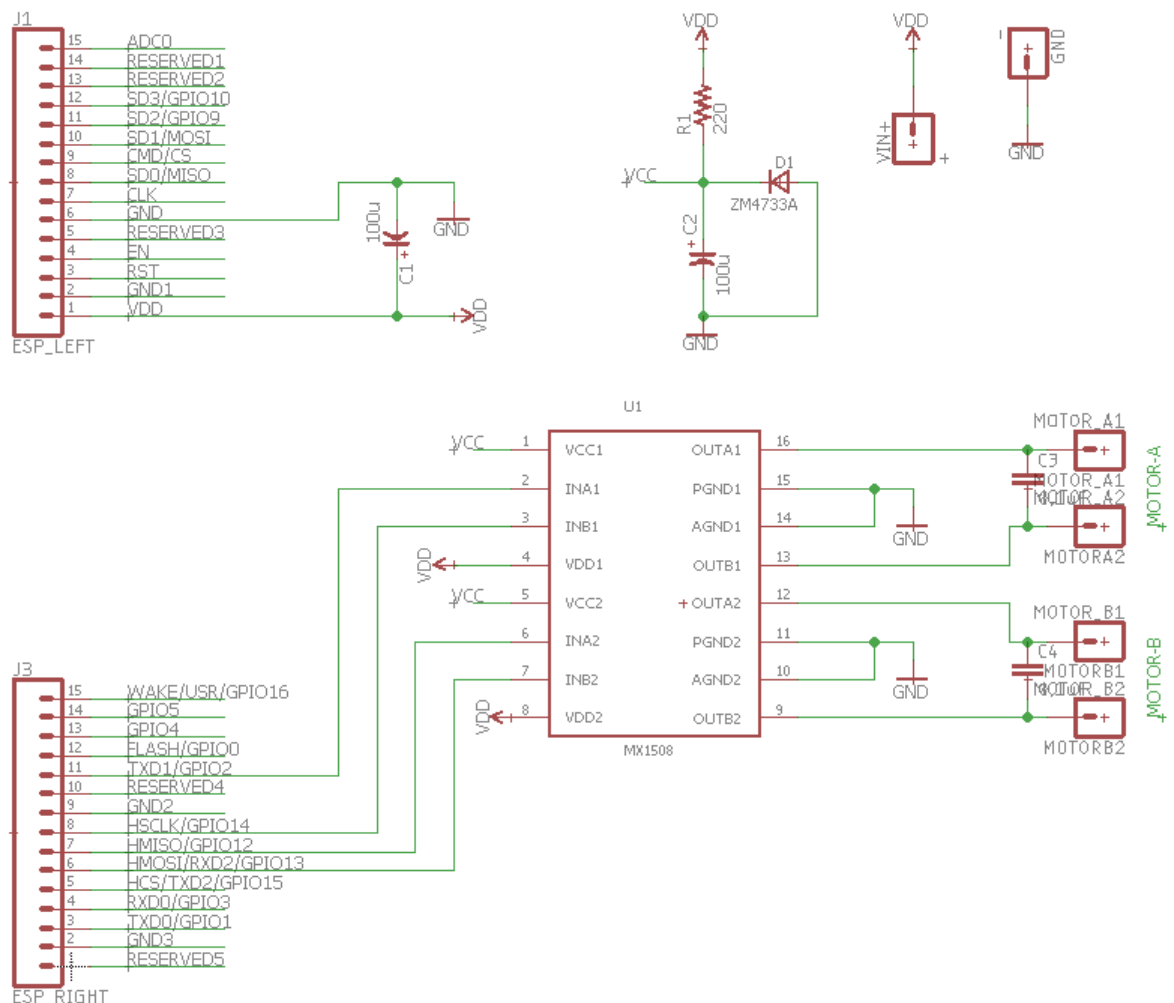 J1
15 ADC0
14 RESERVED1
13 RESERVED2
12 SD3/GPIO10
11 SD2/GPIO9
10 SD1/MOSI
9 CMD/CS
8 SD0/MISO
7 CLK
6 GND
5 RESERVED3
4 EN
3 RST
2 GND1
1 VDD
ESP_LEFT
100u
C1
+
GND
VDD
VDD
R1
220
VCC
D1
ZM4733A
C2
+
100u
GND
VDD
VIN+
+
-
+
GND
GND
U1
VCC 1 VCC1
2 INA1
3 INB1
VDD 4 VDD1
VCC 5 VCC2
6 INA2
7 INB2
VDD 8 VDD2
OUTA1 16
PGND1 15
AGND1 14
OUTB1 13
OUTA2 12
PGND2 11
AGND2 10
OUTB2 9
MX1508
GND
GND
MOTOR_A1
C3
MOTOR_A1
MOTOR_A2
MOTORA2
MOTOR-A
MOTOR_B1
C4
MOTORB1
MOTOR_B2
MOTORB2
MOTOR-B
J3
15 WAKE/USR/GPIO16
14 GPIO5
13 GPIO4
12 FLASH/GPIO0
11 TXD1/GPIO2
10 RESERVED4
9 GND2
8 HSCLK/GPIO14
7 HMISO/GPIO12
6 HMOSI/RXD2/GPIO13
5 HCS/TXD2/GPIO15
4 RXD0/GPIO3
3 TXD0/GPIO1
2 GND3
1 RESERVED5
ESP_RIGHT